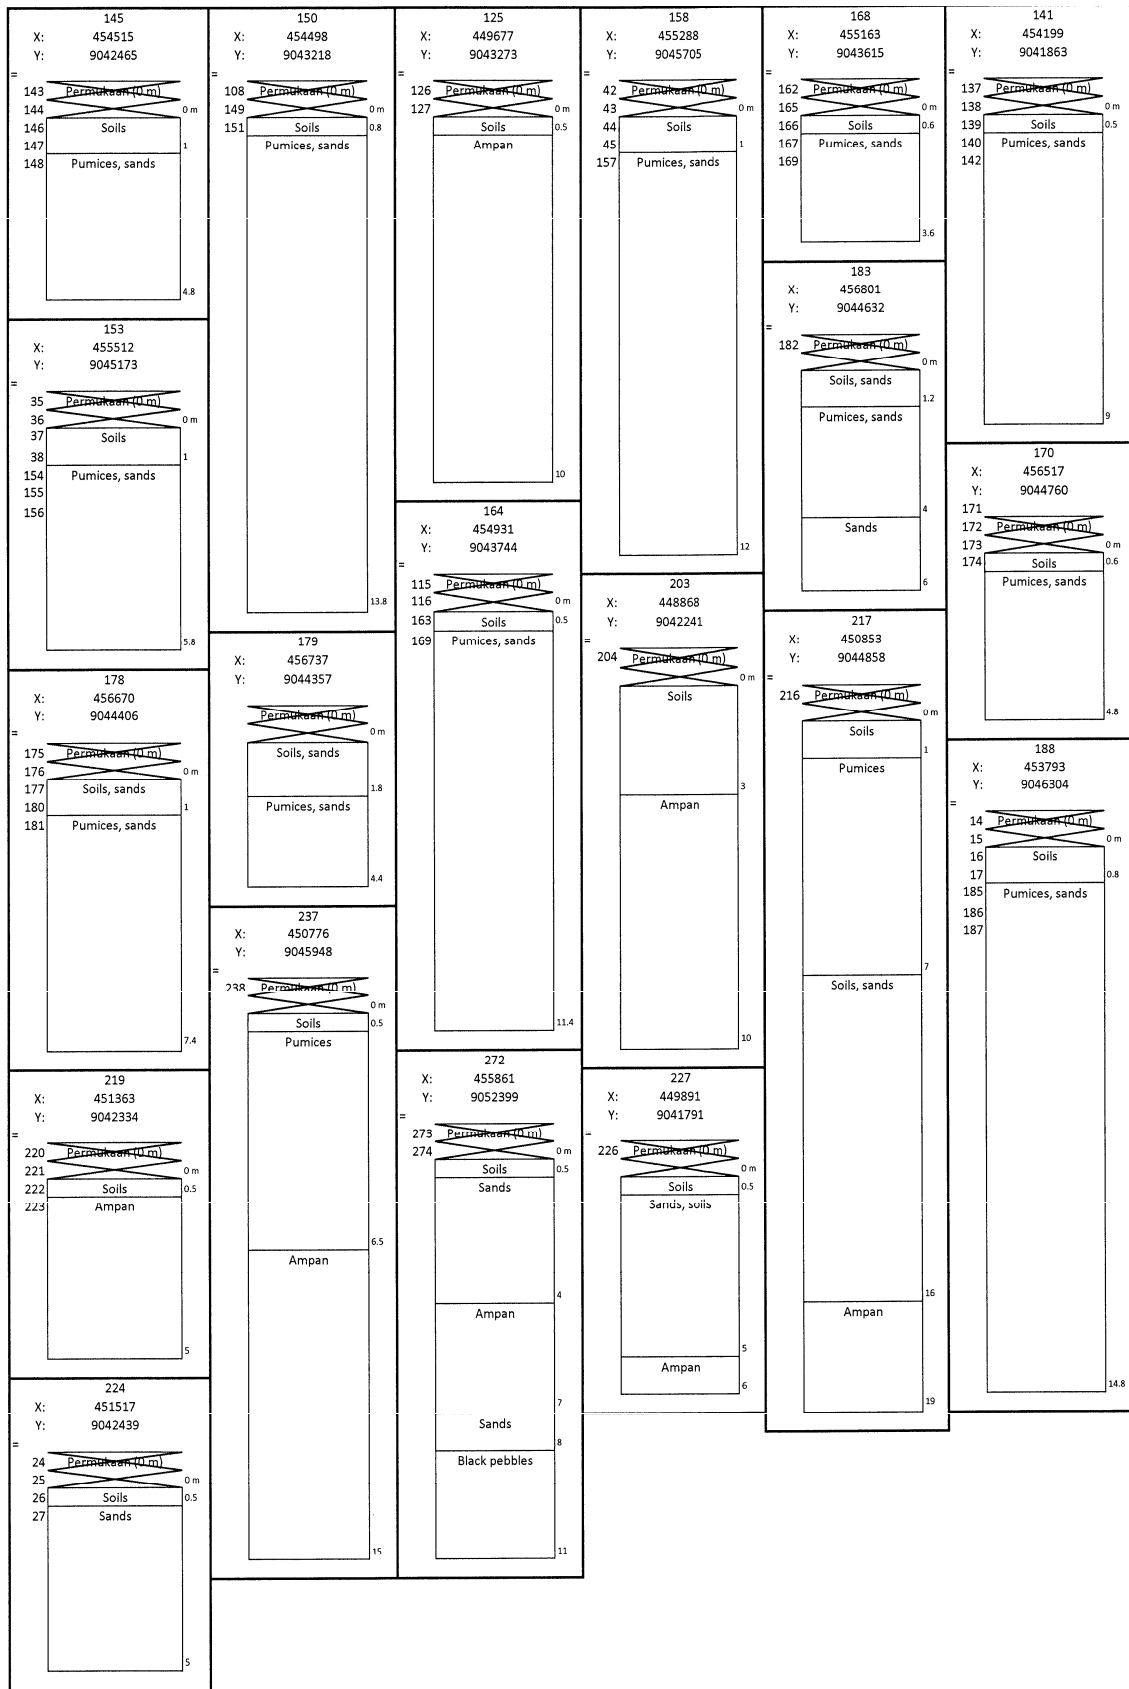 145
X: 454515
Y: 9042465
=
143 Permukaan (0 m)
144 0 m
146 Soils
147 1
148 Pumices, sands
4.8
153
X: 455512
Y: 9045173
=
35 Permukaan (0 m)
36 0 m
37 Soils
38 1
154 Pumices, sands
155
156
5.8
178
X: 456670
Y: 9044406
=
175 Permukaan (0 m)
176 0 m
177 Soils, sands
180 1
181 Pumices, sands
7.4
219
X: 451363
Y: 9042334
=
220 Permukaan (0 m)
221 0 m
222 Soils 0.5
223 Ampan
5
224
X: 451517
Y: 9042439
=
24 Permukaan (0 m)
25 0 m
26 Soils 0.5
27 Sands
5
150
X: 454498
Y: 9043218
=
108 Permukaan (0 m)
149 0 m
151 Soils 0.8
Pumices, sands
13.8
179
X: 456737
Y: 9044357
Permukaan (0 m)
0 m
Soils, sands
1.8
Pumices, sands
4.4
237
X: 450776
Y: 9045948
=
238 Permukaan (0 m)
0 m
Soils 0.5
Pumices
6.5
Ampan
15
125
X: 449677
Y: 9043273
=
126 Permukaan (0 m)
127 0 m
Soils 0.5
Ampan
10
164
X: 454931
Y: 9043744
=
115 Permukaan (0 m)
116 0 m
163 Soils 0.5
169 Pumices, sands
11.4
272
X: 455861
Y: 9052399
=
273 Permukaan (0 m)
274 0 m
Soils 0.5
Sands
4
Ampan
7
Sands
8
Black pebbles
11
158
X: 455288
Y: 9045705
=
42 Permukaan (0 m)
43 0 m
44 Soils
45 1
157 Pumices, sands
12
203
X: 448868
Y: 9042241
=
204 Permukaan (0 m)
0 m
Soils
3
Ampan
10
227
X: 449891
Y: 9041791
=
226 Permukaan (0 m)
0 m
Soils 0.5
Sands, soils
5
Ampan
6
168
X: 455163
Y: 9043615
=
162 Permukaan (0 m)
165 0 m
166 Soils 0.6
167 Pumices, sands
169
3.6
183
X: 456801
Y: 9044632
=
182 Permukaan (0 m)
0 m
Soils, sands
1.2
Pumices, sands
4
Sands
6
217
X: 450853
Y: 9044858
=
216 Permukaan (0 m)
0 m
Soils
1
Pumices
7
Soils, sands
16
Ampan
19
141
X: 454199
Y: 9041863
=
137 Permukaan (0 m)
138 0 m
139 Soils 0.5
140 Pumices, sands
142
9
170
X: 456517
Y: 9044760
171
172 Permukaan (0 m)
173 0 m
174 Soils 0.6
Pumices, sands
4.8
188
X: 453793
Y: 9046304
=
14 Permukaan (0 m)
15 0 m
16 Soils
17 0.8
185 Pumices, sands
186
187
14.8